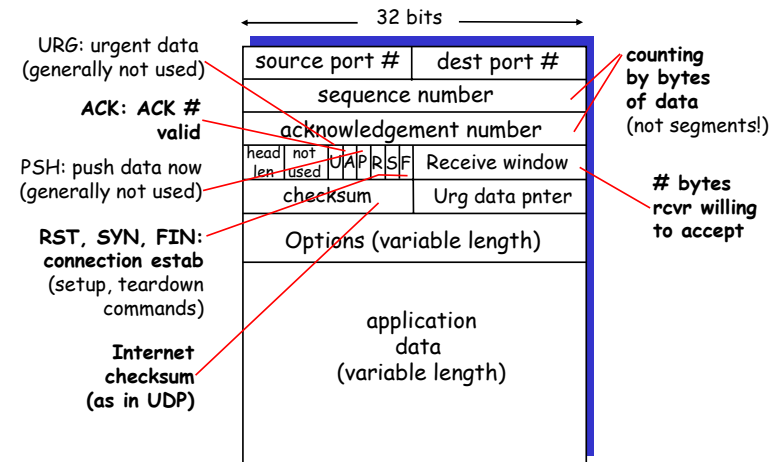 32 bits
URG: urgent data
(generally not used)
ACK: ACK #
valid
PSH: push data now
(generally not used)
RST, SYN, FIN:
connection estab
(setup, teardown
commands)
Internet
checksum
(as in UDP)
source port #
dest port #
sequence number
acknowledgement number
head
len
not
used
U
A
P
R
S
F
Receive window
checksum
Urg data pnter
Options (variable length)
application
data
(variable length)
counting
by bytes
of data
(not segments!)
# bytes
rcvr willing
to accept